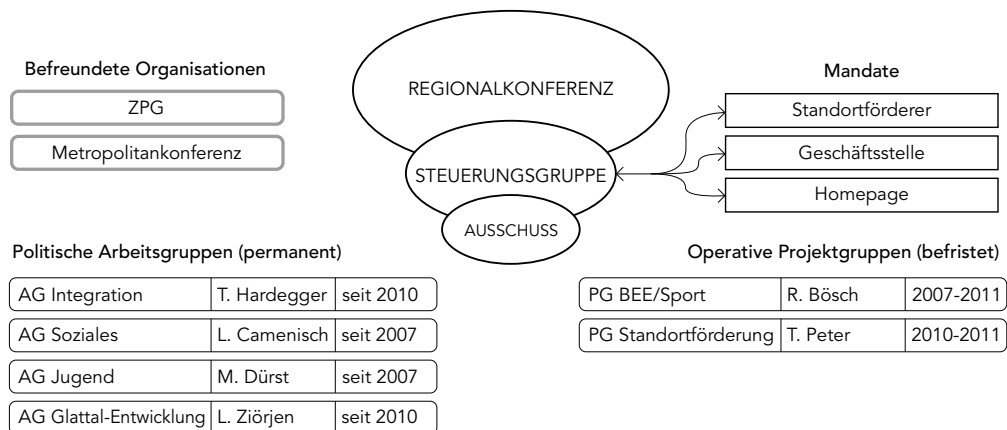 Befreundete Organisationen
ZPG
Metropolitankonferenz
REGIONALKONFERENZ
STEUERUNGSGRUPPE
AUSSCHUSS
Mandate
Standortförderer
Geschäftsstelle
Homepage
Politische Arbeitsgruppen (permanent)
AG Integration T. Hardegger seit 2010
AG Soziales L. Camenisch seit 2007
AG Jugend M. Dürst seit 2007
AG Glattal-Entwicklung L. Ziörjen seit 2010
Operative Projektgruppen (befristet)
PG BEE/Sport R. Bösch 2007-2011
PG Standortförderung T. Peter 2010-2011